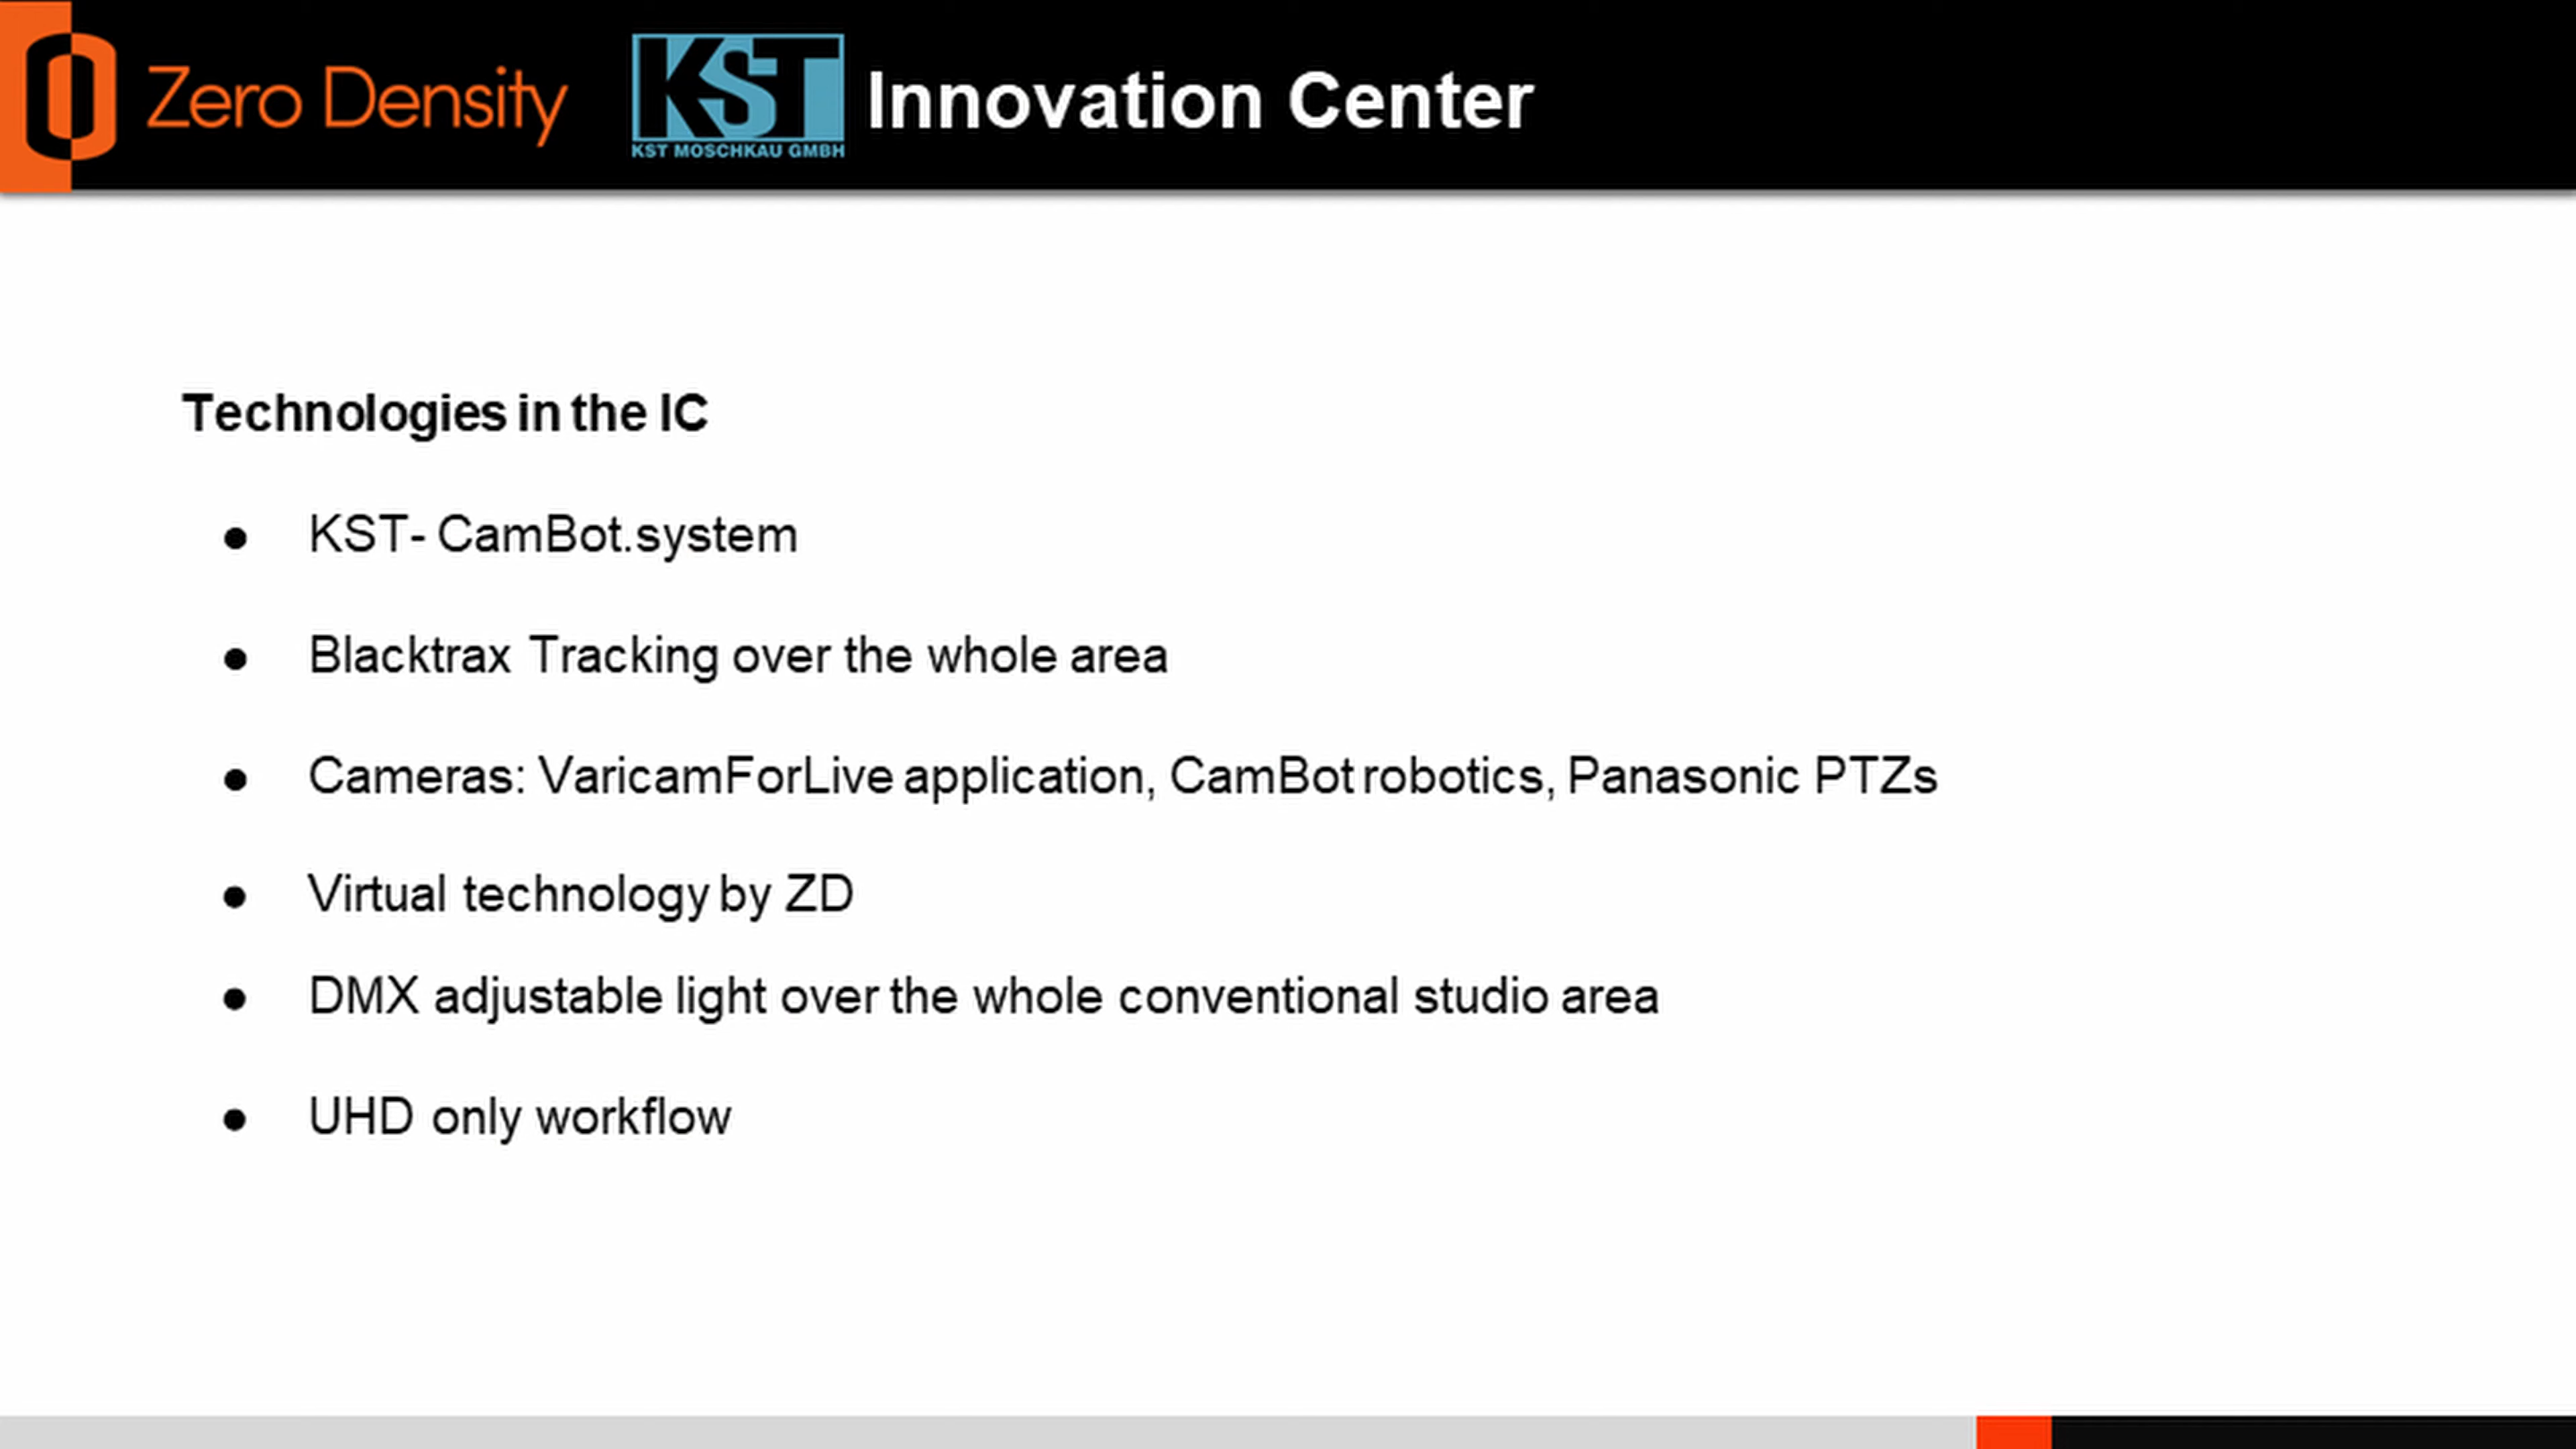 Zero Density
KST
KST MOSCHKAU GMBH
Innovation Center
Technologies in the IC
● KST- CamBot.system
● Blacktrax Tracking over the whole area
● Cameras: VaricamForLive application, CamBot robotics, Panasonic PTZs
● Virtual technology by ZD
● DMX adjustable light over the whole conventional studio area
● UHD only workflow